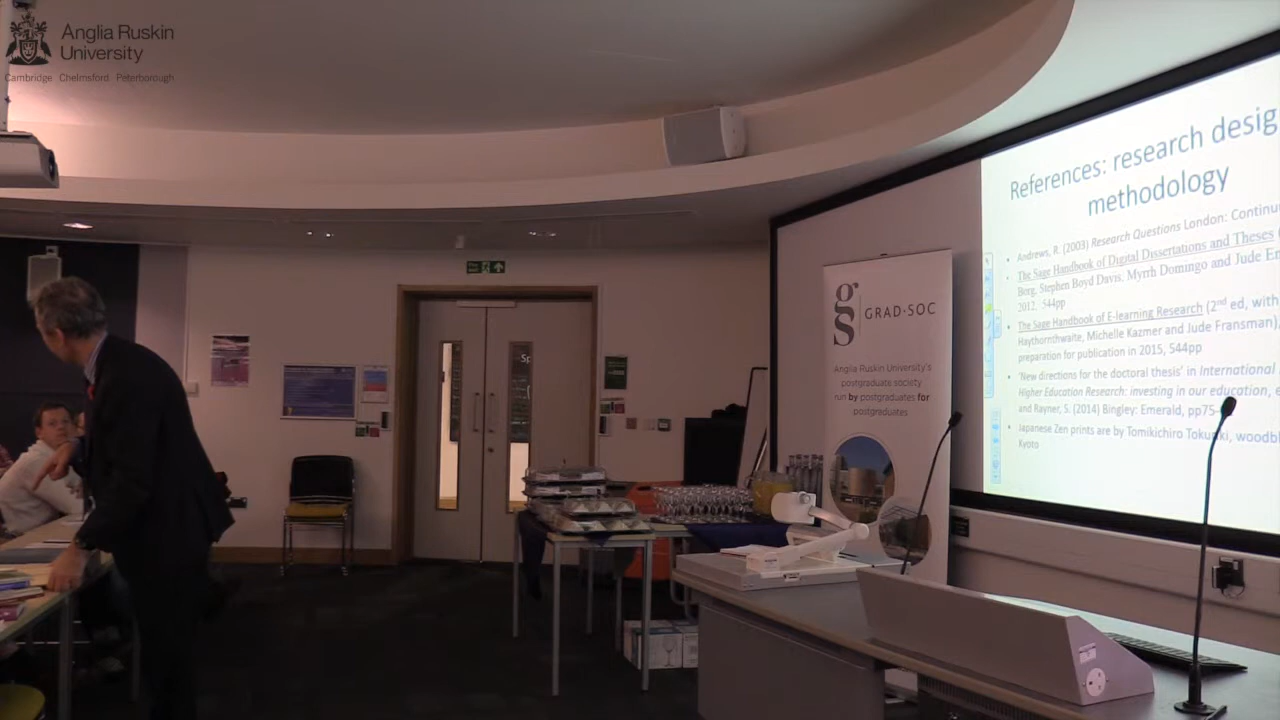 Anglia Ruskin
University
Cambridge Chelmsford Peterborough
References: research desig
methodology
Andrews, R. (2003) Research Questions London: Continu
The Sage Handbook of Digital Dissertations and Theses
Berg, Stephen Boyd Davis, Myrrh Domingo and Jude
2012, 544pp
The Sage Handbook of E-learning Research (2nd ed, with
Haythornthwaite, Michelle Kazmer and Jude Fransman)
preparation for publication in 2015, 544pp
'New directions for the doctoral thesis' in International
Higher Education Research: investing in our education,
and Rayner, S. (2014) Bingley: Emerald, pp75-
Japanese Zen prints are by Tomikichiro
Kyoto
gs GRAD·SOC
Anglia Ruskin University's
postgraduate society
run by postgraduates for
postgraduates